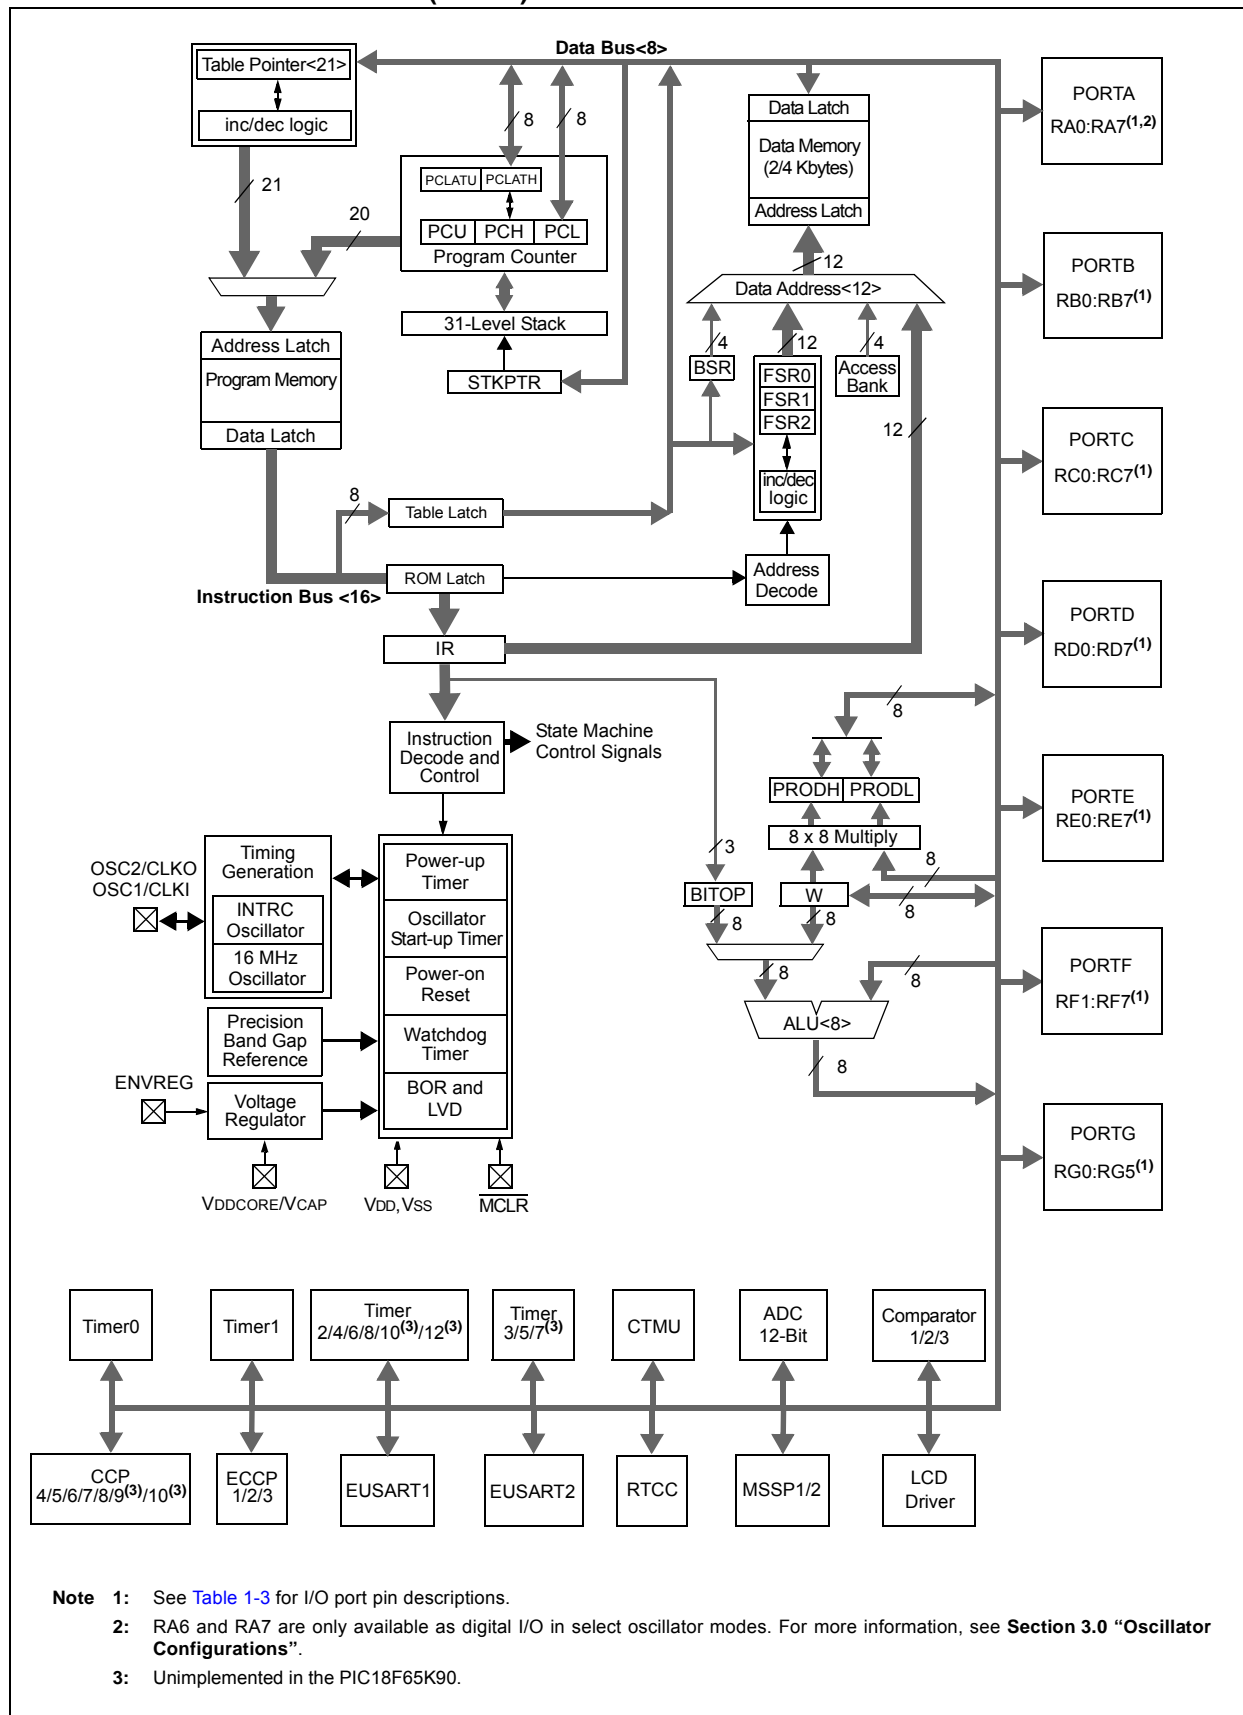 Data Bus<8>
Table Pointer<21>
inc/dec logic
21
20
8
8
PCLATU PCLATH
PCU PCH PCL
Program Counter
31-Level Stack
STKPTR
Address Latch
Program Memory
Data Latch
8
Table Latch
ROM Latch
Instruction Bus <16>
IR
Data Latch
Data Memory
(2/4 Kbytes)
Address Latch
12
Data Address<12>
4
12
4
BSR
FSR0
FSR1
FSR2
inc/dec
logic
Access
Bank
12
Address
Decode
Instruction
Decode and
Control
State Machine
Control Signals
8
PRODH PRODL
8 x 8 Multiply
3
8
BITOP
W
8
8
8
8
8
ALU<8>
8
OSC2/CLKO
OSC1/CLKI
Timing
Generation
INTRC
Oscillator
16 MHz
Oscillator
Power-up
Timer
Oscillator
Start-up Timer
Power-on
Reset
Watchdog
Timer
BOR and
LVD
Precision
Band Gap
Reference
ENVREG
Voltage
Regulator
VDDCORE/VCAP
VDD,VSS
MCLR
PORTA
RA0:RA7(1,2)
PORTB
RB0:RB7(1)
PORTC
RC0:RC7(1)
PORTD
RD0:RD7(1)
PORTE
RE0:RE7(1)
PORTF
RF1:RF7(1)
PORTG
RG0:RG5(1)
Timer0
Timer1
Timer
2/4/6/8/10(3)/12(3)
Timer
3/5/7(3)
CTMU
ADC
12-Bit
Comparator
1/2/3
CCP
4/5/6/7/8/9(3)/10(3)
ECCP
1/2/3
EUSART1
EUSART2
RTCC
MSSP1/2
LCD
Driver
Note 1: See Table 1-3 for I/O port pin descriptions.
2: RA6 and RA7 are only available as digital I/O in select oscillator modes. For more information, see Section 3.0 “Oscillator
Configurations”.
3: Unimplemented in the PIC18F65K90.